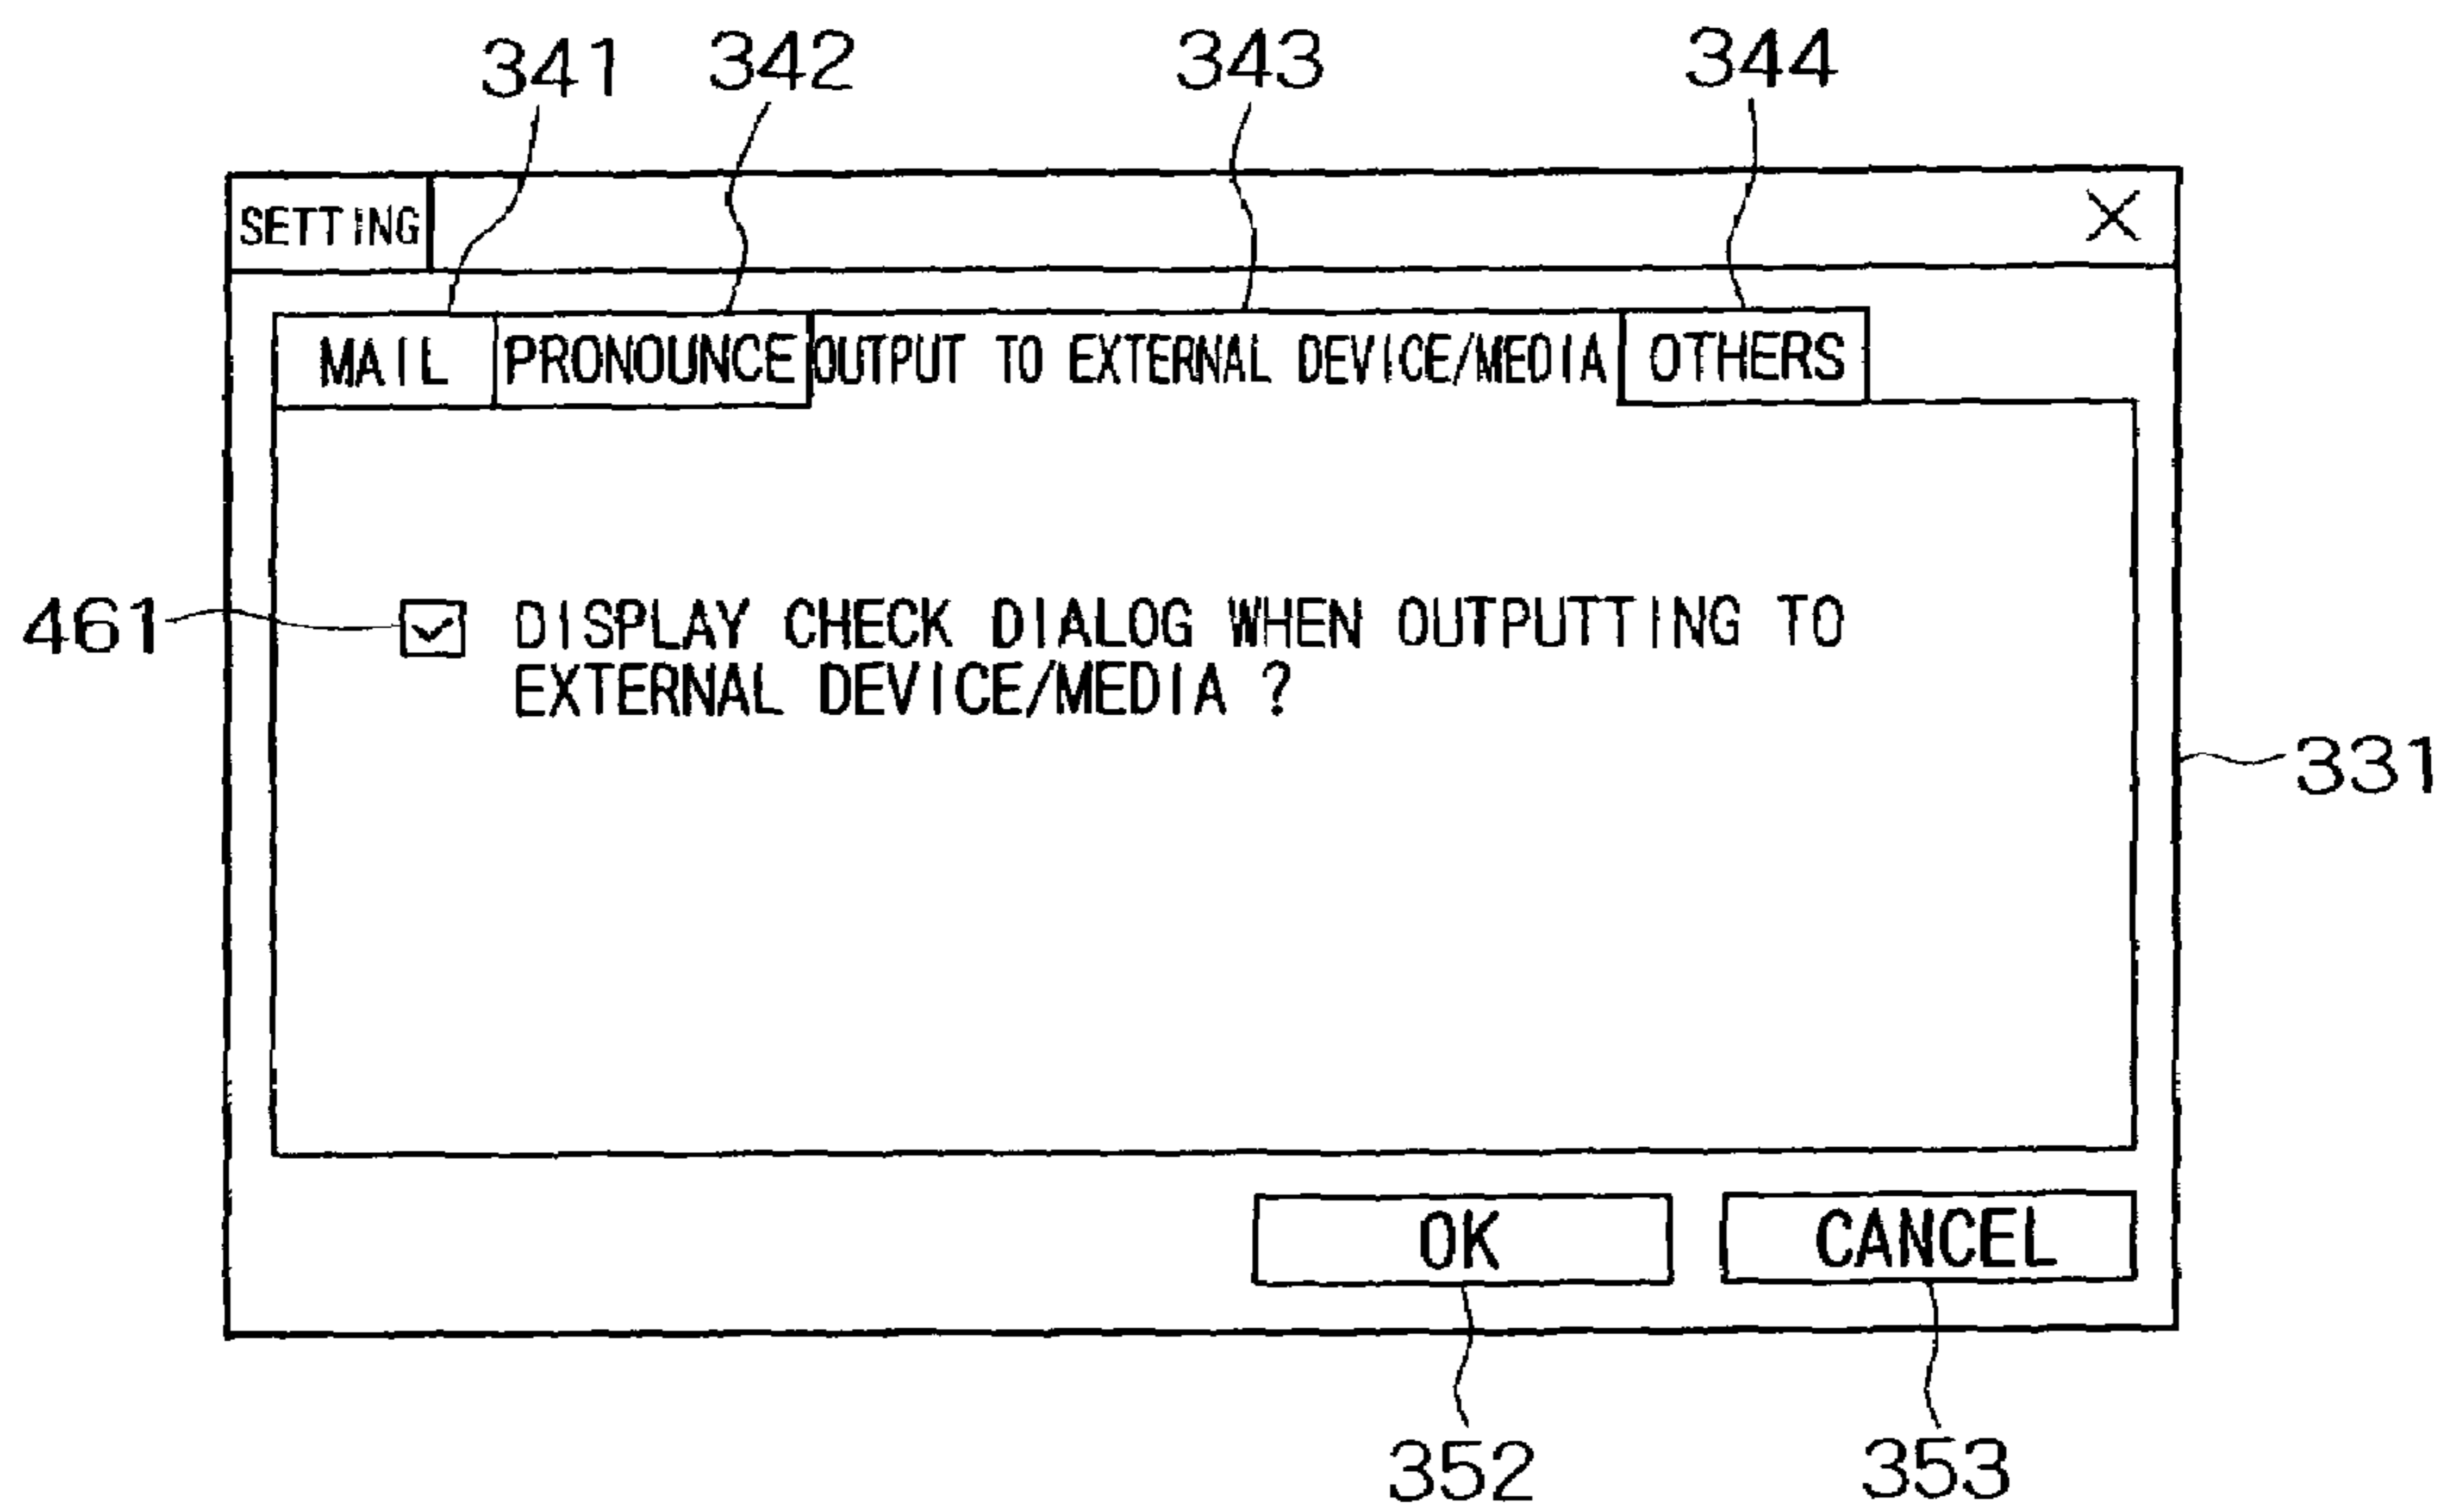 341 342 343 344
SETTING X
MAIL PRONOUNCE OUTPUT TO EXTERNAL DEVICE/MEDIA OTHERS
461 DISPLAY CHECK DIALOG WHEN OUTPUTTING TO
EXTERNAL DEVICE/MEDIA ?
331
OK CANCEL
352 353